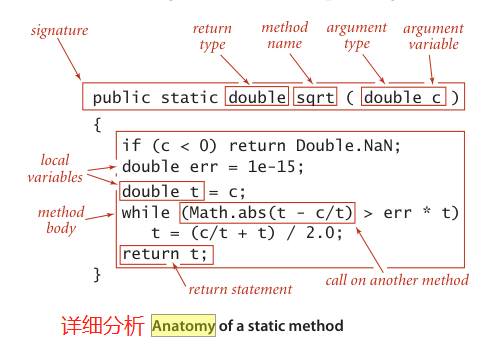 signature
return type
method name
argument type
argument variable
public static double sqrt ( double c )
{
if (c < 0) return Double.NaN;
double err = 1e-15;
local variables
double t = c;
method body
while (Math.abs(t - c/t) > err * t)
t = (c/t + t) / 2.0;
return t;
call on another method
}
return statement
详细分析 Anatomy of a static method